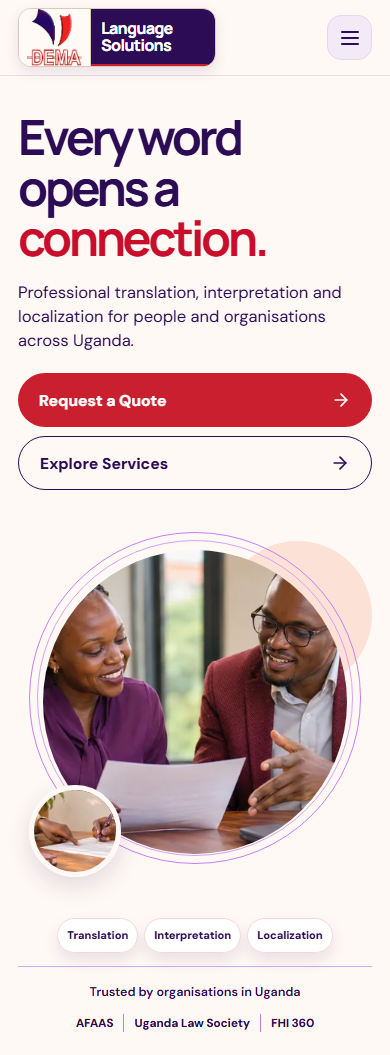 DEMA
Language
Solutions
Every word
opens a
connection.
Professional translation, interpretation and
localization for people and organisations
across Uganda.
Request a Quote
Explore Services
Translation
Interpretation
Localization
Trusted by organisations in Uganda
AFAAS
Uganda Law Society
FHI 360